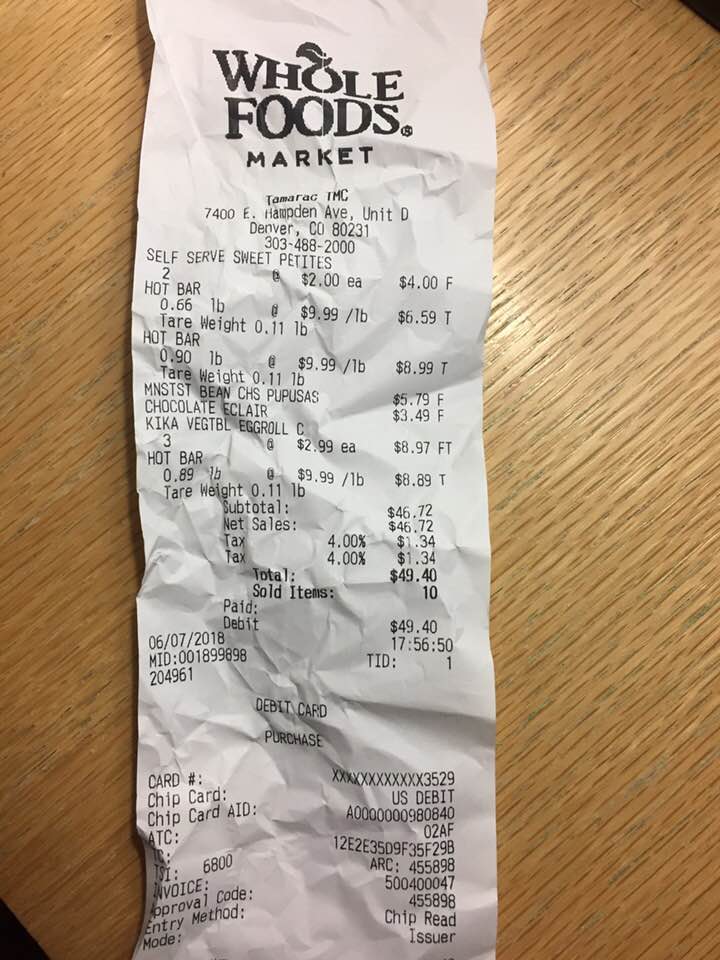 WHOLE
FOODS®
MARKET
Tamarac TMC
7400 E. Hampden Ave, Unit D
Denver, CO 80231
303-488-2000
SELF SERVE SWEET PETITES
2 @ $2.00 ea $4.00 F
HOT BAR
0.66 lb @ $9.99 /lb $6.59 T
Tare Weight 0.11 lb
HOT BAR
0.90 lb @ $9.99 /lb $8.99 T
Tare Weight 0.11 lb
MNSTST BEAN CHS PUPUSAS $5.79 F
CHOCOLATE ECLAIR $3.49 F
KIKA VEGTBL EGGROLL C
3 @ $2.99 ea $8.97 FT
HOT BAR
0.89 lb @ $9.99 /lb $8.89 T
Tare Weight 0.11 lb
Subtotal: $46.72
Net Sales: $46.72
Tax 4.00% $1.34
Tax 4.00% $1.34
Total: $49.40
Sold Items: 10
Paid:
Debit $49.40
06/07/2018 17:56:50
MID:001899898 TID: 1
204961
DEBIT CARD
PURCHASE
CARD #: XXXXXXXXXXXX3529
Chip Card: US DEBIT
Chip Card AID: A0000000980840
ATC: 02AF
TC: 12E2E35D9F35F29B
TSI: 6800 ARC: 455898
INVOICE: 500400047
Approval Code: 455898
Entry Method: Chip Read
Mode: Issuer